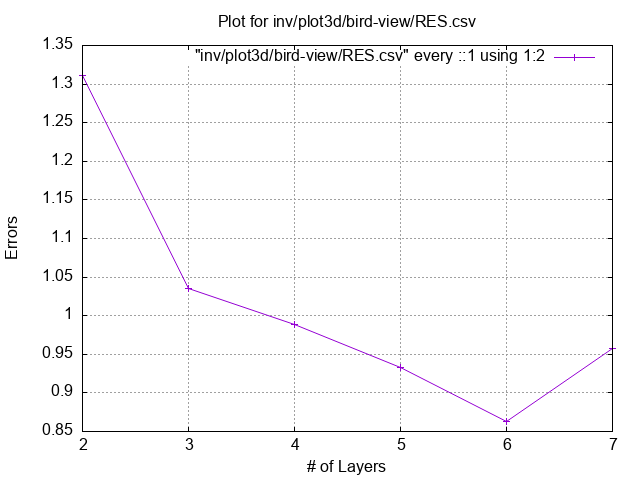 Plot for inv/plot3d/bird-view/RES.csv
"inv/plot3d/bird-view/RES.csv" every ::1 using 1:2
1.35
1.3
1.25
1.2
1.15
1.1
1.05
1
0.95
0.9
0.85
Errors
2 3 4 5 6 7
# of Layers